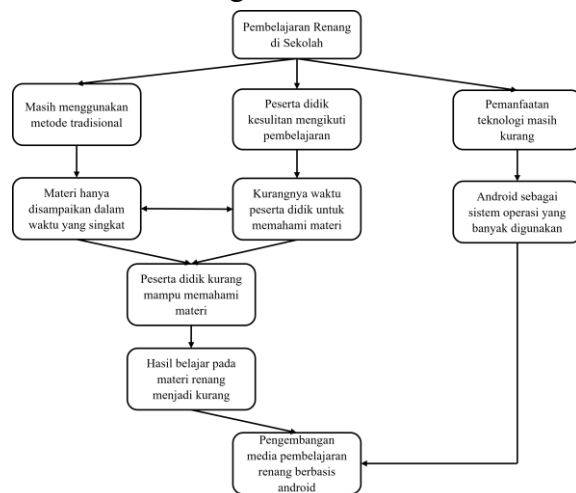 Pembelajaran Renang
di Sekolah
Masih menggunakan
metode tradisional
Peserta didik
kesulitan mengikuti
pembelajaran
Pemanfaatan
teknologi masih
kurang
Materi hanya
disampaikan dalam
waktu yang singkat
Kurangnya waktu
peserta didik untuk
memahami materi
Android sebagai
sistem operasi yang
banyak digunakan
Peserta didik kurang
mampu memahami
materi
Hasil belajar pada
materi renang
menjadi kurang
Pengembangan
media pembelajaran
renang berbasis
android